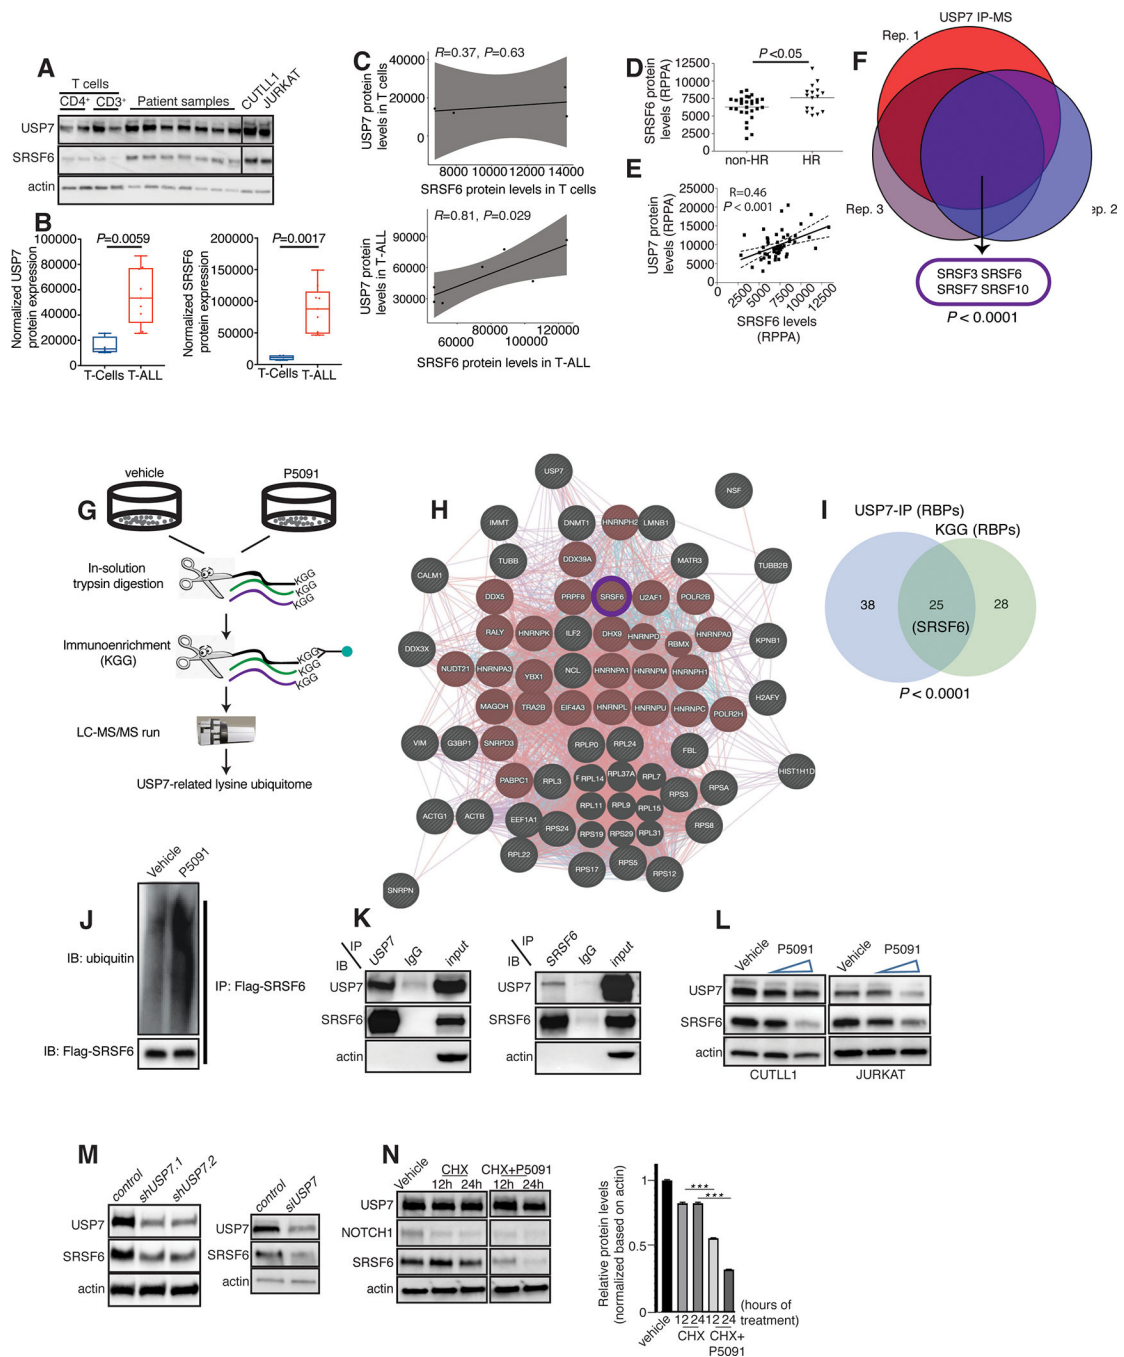 A
T cells
CD4+ CD3+ Patient samples
CUTLL1
JURKAT
USP7
SRSF6
actin
B
P=0.0059
Normalized USP7
protein expression
100000
80000
60000
40000
20000
0
T-Cells T-ALL
P=0.0017
Normalized SRSF6
protein expression
200000
150000
100000
50000
0
T-Cells T-ALL
C
R=0.37, P=0.63
USP7 protein
levels in T cells
40000
20000
0
8000 10000 12000 14000
SRSF6 protein levels in T cells
R=0.81, P=0.029
USP7 protein
levels in T-ALL
90000
60000
30000
60000 80000 100000 120000
SRSF6 protein levels in T-ALL
D
P<0.05
SRSF6 protein
levels (RPPA)
12500
10000
7500
5000
2500
0
non-HR HR
E
R=0.46
P<0.001
USP7 protein
levels (RPPA)
25000
20000
15000
10000
5000
0
2500 5000 7500 10000 12500
SRSF6 levels
(RPPA)
F
USP7 IP-MS
Rep. 1
Rep. 3
ep. 2
SRSF3 SRSF6
SRSF7 SRSF10
P<0.0001
G
vehicle
P5091
In-solution
trypsin digestion
KGG
KGG
KGG
Immunoenrichment
(KGG)
KGG
KGG
KGG
LC-MS/MS run
USP7-related lysine ubiquitome
H
USP7
NSF
IMMT
DNMT1
HNRNPH2
LMNB1
DDX39A
TUBB
MATR3
TUBB2B
CALM1
DDX5
PRPF8
SRSF6
U2AF1
POLR2B
RALY
HNRNPK
ILF2
DHX9
HNRNPD
RBMX
HNRNPA0
KPNB1
DDX3X
NUDT21
HNRNPA3
YBX1
NCL
HNRNPA1
HNRNPM
HNRNPH1
H2AFY
MAGOH
TRA2B
EIF4A3
HNRNPL
HNRNPU
HNRNPC
POLR2H
VIM
G3BP1
SNRPD3
RPLP0
RPL24
FBL
HIST1H1D
PABPC1
RPL3
RPL14
RPL37A
RPL7
RPS3
RPSA
ACTG1
ACTB
EEF1A1
RPS24
RPL11
RPL9
RPL15
RPS8
RPS19
RPS29
RPL31
RPL22
RPS17
RPS5
RPS12
SNRPN
I
USP7-IP (RBPs)
KGG (RBPs)
38
25
(SRSF6)
28
P<0.0001
J
Vehicle
P5091
IB: ubiquitin
IP: Flag-SRSF6
IB: Flag-SRSF6
K
IP
IB
USP7
IgG
input
USP7
SRSF6
actin
IP
IB
SRSF6
IgG
input
USP7
SRSF6
actin
L
Vehicle
P5091
Vehicle
P5091
USP7
SRSF6
actin
CUTLL1
JURKAT
M
control
shUSP7.1
shUSP7.2
USP7
SRSF6
actin
control
siUSP7
USP7
SRSF6
actin
N
Vehicle
CHX
12h 24h
CHX+P5091
12h 24h
USP7
NOTCH1
SRSF6
actin
Relative protein levels
(normalized based on actin)
1
0.5
0
***
***
vehicle
12 24 12 24
(hours of
treatment)
CHX
CHX+
P5091